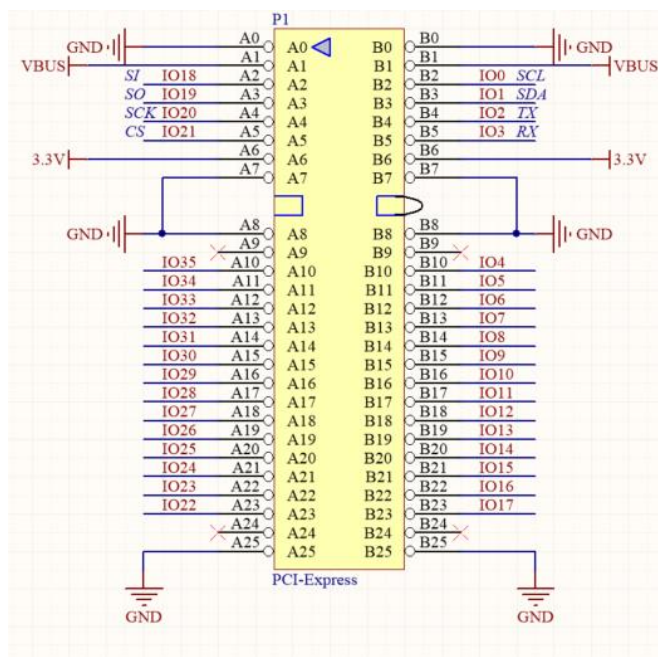 P1
GND A0 A0 B0 B0 GND
VBUS A1 A1 B1 B1 VBUS
SI IO18 A2 A2 B2 B2 IO0 SCL
SO IO19 A3 A3 B3 B3 IO1 SDA
SCK IO20 A4 A4 B4 B4 IO2 TX
CS IO21 A5 A5 B5 B5 IO3 RX
3.3V A6 A6 B6 B6 3.3V
A7 A7 B7 B7
GND A8 A8 B8 B8 GND
A9 A9 B9 B9
IO35 A10 A10 B10 B10 IO4
IO34 A11 A11 B11 B11 IO5
IO33 A12 A12 B12 B12 IO6
IO32 A13 A13 B13 B13 IO7
IO31 A14 A14 B14 B14 IO8
IO30 A15 A15 B15 B15 IO9
IO29 A16 A16 B16 B16 IO10
IO28 A17 A17 B17 B17 IO11
IO27 A18 A18 B18 B18 IO12
IO26 A19 A19 B19 B19 IO13
IO25 A20 A20 B20 B20 IO14
IO24 A21 A21 B21 B21 IO15
IO23 A22 A22 B22 B22 IO16
IO22 A23 A23 B23 B23 IO17
A24 A24 B24 B24
A25 A25 B25 B25
PCI-Express
GND GND